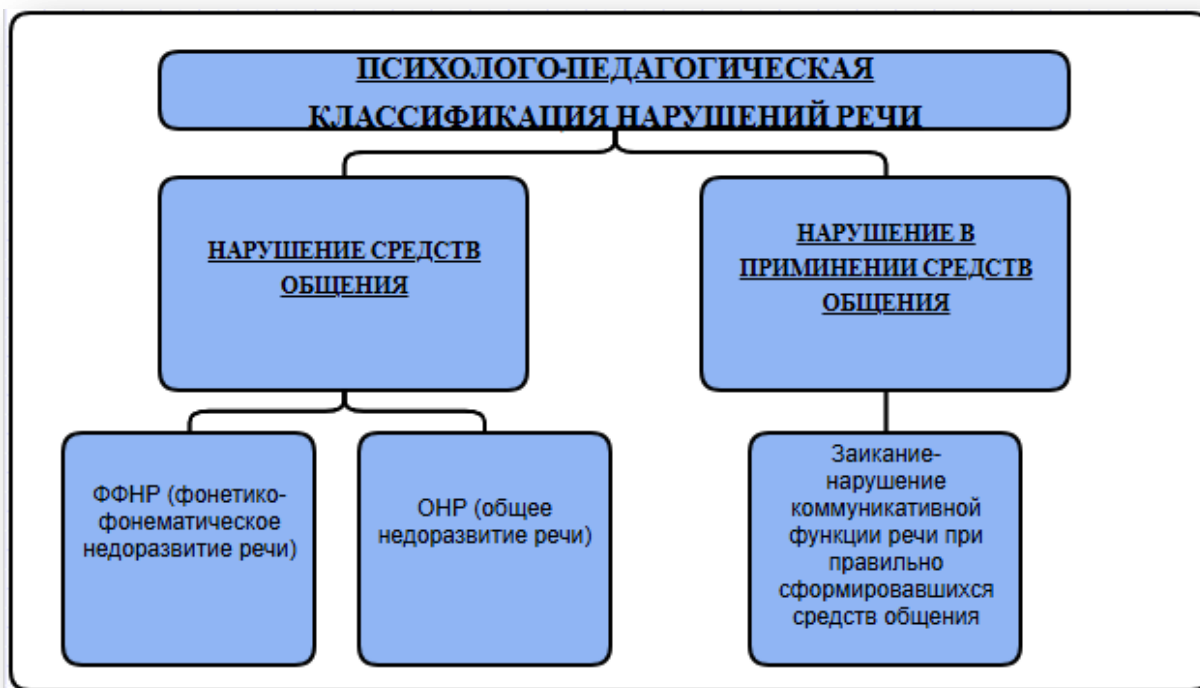 ПСИХОЛОГО-ПЕДАГОГИЧЕСКАЯ
КЛАССИФИКАЦИЯ НАРУШЕНИЙ РЕЧИ
НАРУШЕНИЕ СРЕДСТВ
ОБЩЕНИЯ
НАРУШЕНИЕ В
ПРИМИНЕНИИ СРЕДСТВ
ОБЩЕНИЯ
ФФНР (фонетико-
фонематическое
недоразвитие речи)
ОНР (общее
недоразвитие речи)
Заикание-
нарушение
коммуникативной
функции речи при
правильно
сформировавшихся
средств общения